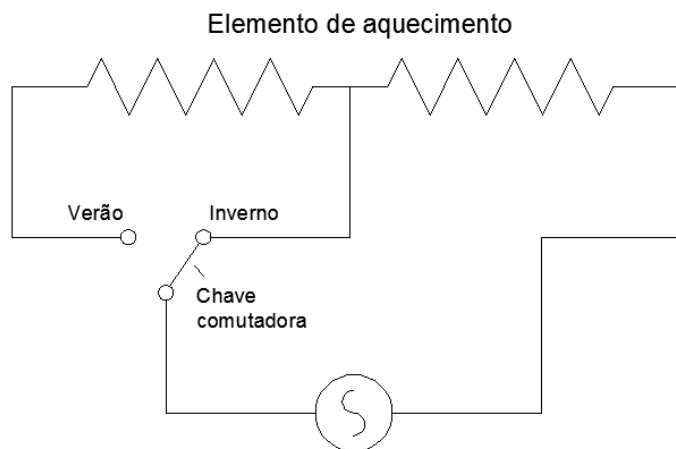 Elemento de aquecimento
Verão
Inverno
Chave
comutadora